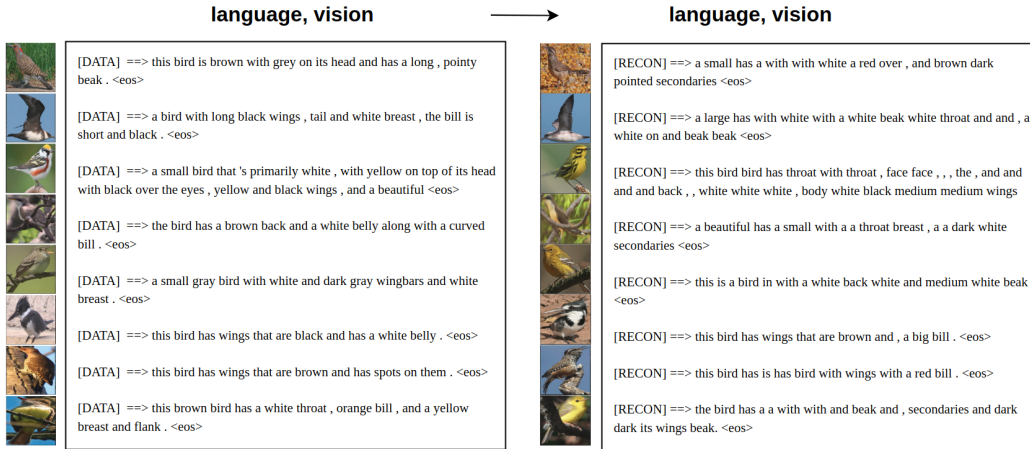 language, vision
language, vision
[DATA] ==> this bird is brown with grey on its head and has a long , pointy
beak . <eos>
[DATA] ==> a bird with long black wings , tail and white breast , the bill is
short and black . <eos>
[DATA] ==> a small bird that 's primarily white , with yellow on top of its head
with black over the eyes , yellow and black wings , and a beautiful <eos>
[DATA] ==> the bird has a brown back and a white belly along with a curved
bill . <eos>
[DATA] ==> a small gray bird with white and dark gray wingbars and white
breast . <eos>
[DATA] ==> this bird has wings that are black and has a white belly . <eos>
[DATA] ==> this bird has wings that are brown and has spots on them . <eos>
[DATA] ==> this brown bird has a white throat , orange bill , and a yellow
breast and flank . <eos>
[RECON] ==> a small has a with with white a red over , and brown dark
pointed secondaries <eos>
[RECON] ==> a large has with white with a white beak white throat and and , a
white on and beak beak <eos>
[RECON] ==> this bird bird has throat with throat , face face , , , the , and and
and and back , , white white white , body white black medium medium wings
[RECON] ==> a beautiful has a small with a a throat breast , a a dark white
secondaries <eos>
[RECON] ==> this is a bird in with a white back white and medium white beak
<eos>
[RECON] ==> this bird has wings that are brown and , a big bill . <eos>
[RECON] ==> this bird has is has bird with wings with a red bill . <eos>
[RECON] ==> the bird has a a with with and beak and , secondaries and dark
dark its wings beak. <eos>